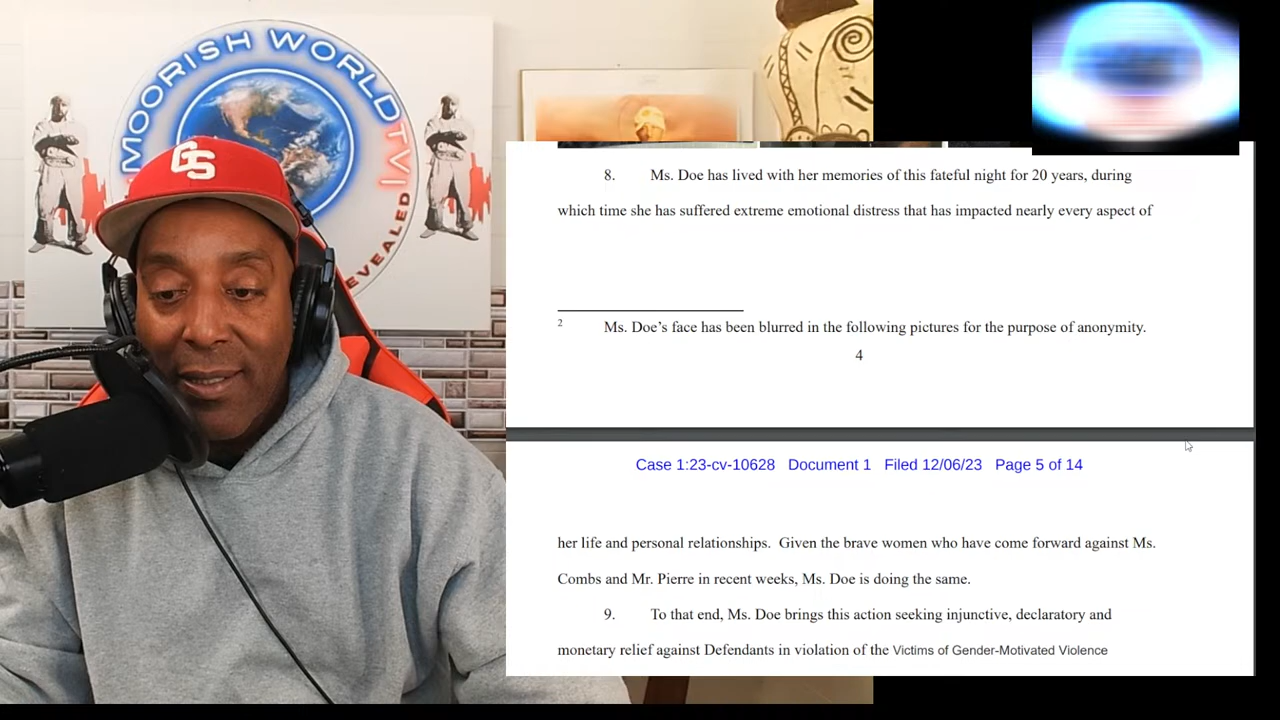 MOORISH WORLD TV
REVEALED
GS
8. Ms. Doe has lived with her memories of this fateful night for 20 years, during
which time she has suffered extreme emotional distress that has impacted nearly every aspect of
2 Ms. Doe's face has been blurred in the following pictures for the purpose of anonymity.
4
Case 1:23-cv-10628 Document 1 Filed 12/06/23 Page 5 of 14
her life and personal relationships. Given the brave women who have come forward against Ms.
Combs and Mr. Pierre in recent weeks, Ms. Doe is doing the same.
9. To that end, Ms. Doe brings this action seeking injunctive, declaratory and
monetary relief against Defendants in violation of the Victims of Gender-Motivated Violence